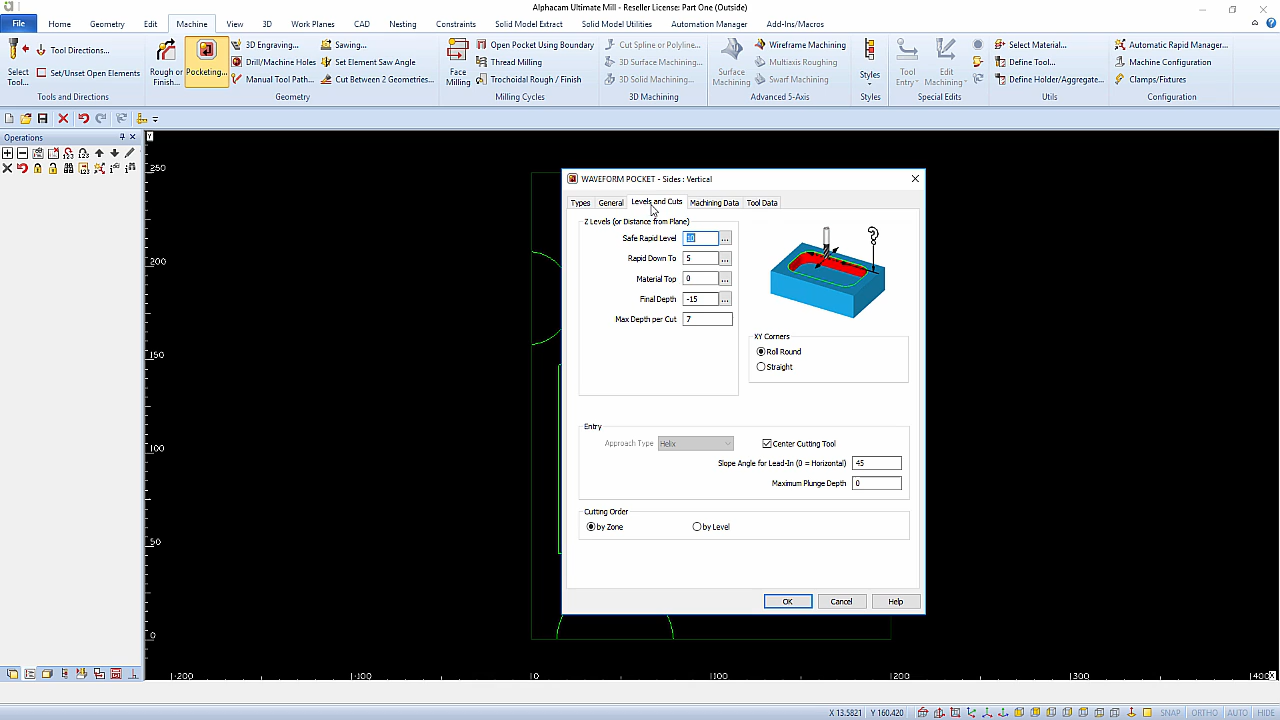 Alphacam Ultimate Mill - Reseller License: Part One (Outside)
File Home Geometry Edit Machine View 3D Work Planes CAD Nesting Constraints Solid Model Extract Solid Model Utilities Automation Manager Add-Ins/Macros
Select Tool... Tool Directions... Set/Unset Open Elements
Tools and Directions
Rough or Finish... Pocketing... 3D Engraving... Drill/Machine Holes Manual Tool Path... Sawing... Set Element Saw Angle Cut Between 2 Geometries...
Geometry
Face Milling Open Pocket Using Boundary Thread Milling Trochoidal Rough / Finish
Milling Cycles
Cut Spline or Polyline... 3D Surface Machining... 3D Solid Machining...
3D Machining
Surface Machining Wireframe Machining Multiaxis Roughing Swarf Machining
Advanced 5-Axis
Styles
Styles
Tool Entry Edit Machining
Special Edits
Select Material... Define Tool... Define Holder/Aggregate...
Utils
Automatic Rapid Manager... Machine Configuration Clamps/Fixtures
Configuration
Operations
Y
250
200
150
100
50
0
WAVEFORM POCKET - Sides : Vertical
Types General Levels and Cuts Machining Data Tool Data
Z Levels (or Distance from Plane)
Safe Rapid Level
Rapid Down To 5 ...
Material Top 0 ...
Final Depth -15 ...
Max Depth per Cut 7
XY Corners
Roll Round
Straight
Entry
Approach Type Helix
Center Cutting Tool
Slope Angle for Lead-In (0 = Horizontal) 45
Maximum Plunge Depth 0
Cutting Order
by Zone by Level
OK Cancel Help
-200 -100 0 100 200 300 400 X
X 13.5821 Y 160.420 SNAP ORTHO AUTO HIDE